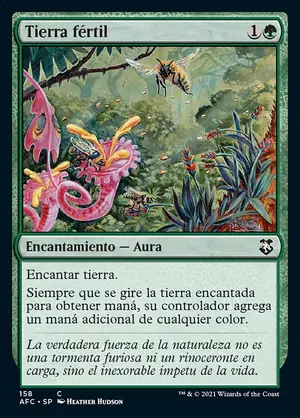 Tierra fértil 1
Encantamiento — Aura
Encantar tierra.
Siempre que se gire la tierra encantada
para obtener maná, su controlador agrega
un maná adicional de cualquier color.
La verdadera fuerza de la naturaleza no es
una tormenta furiosa ni un rinoceronte en
carga, sino el inexorable ímpetu de la vida.
158 C
AFC • SP HEATHER HUDSON ™ & © 2021 Wizards of the Coast